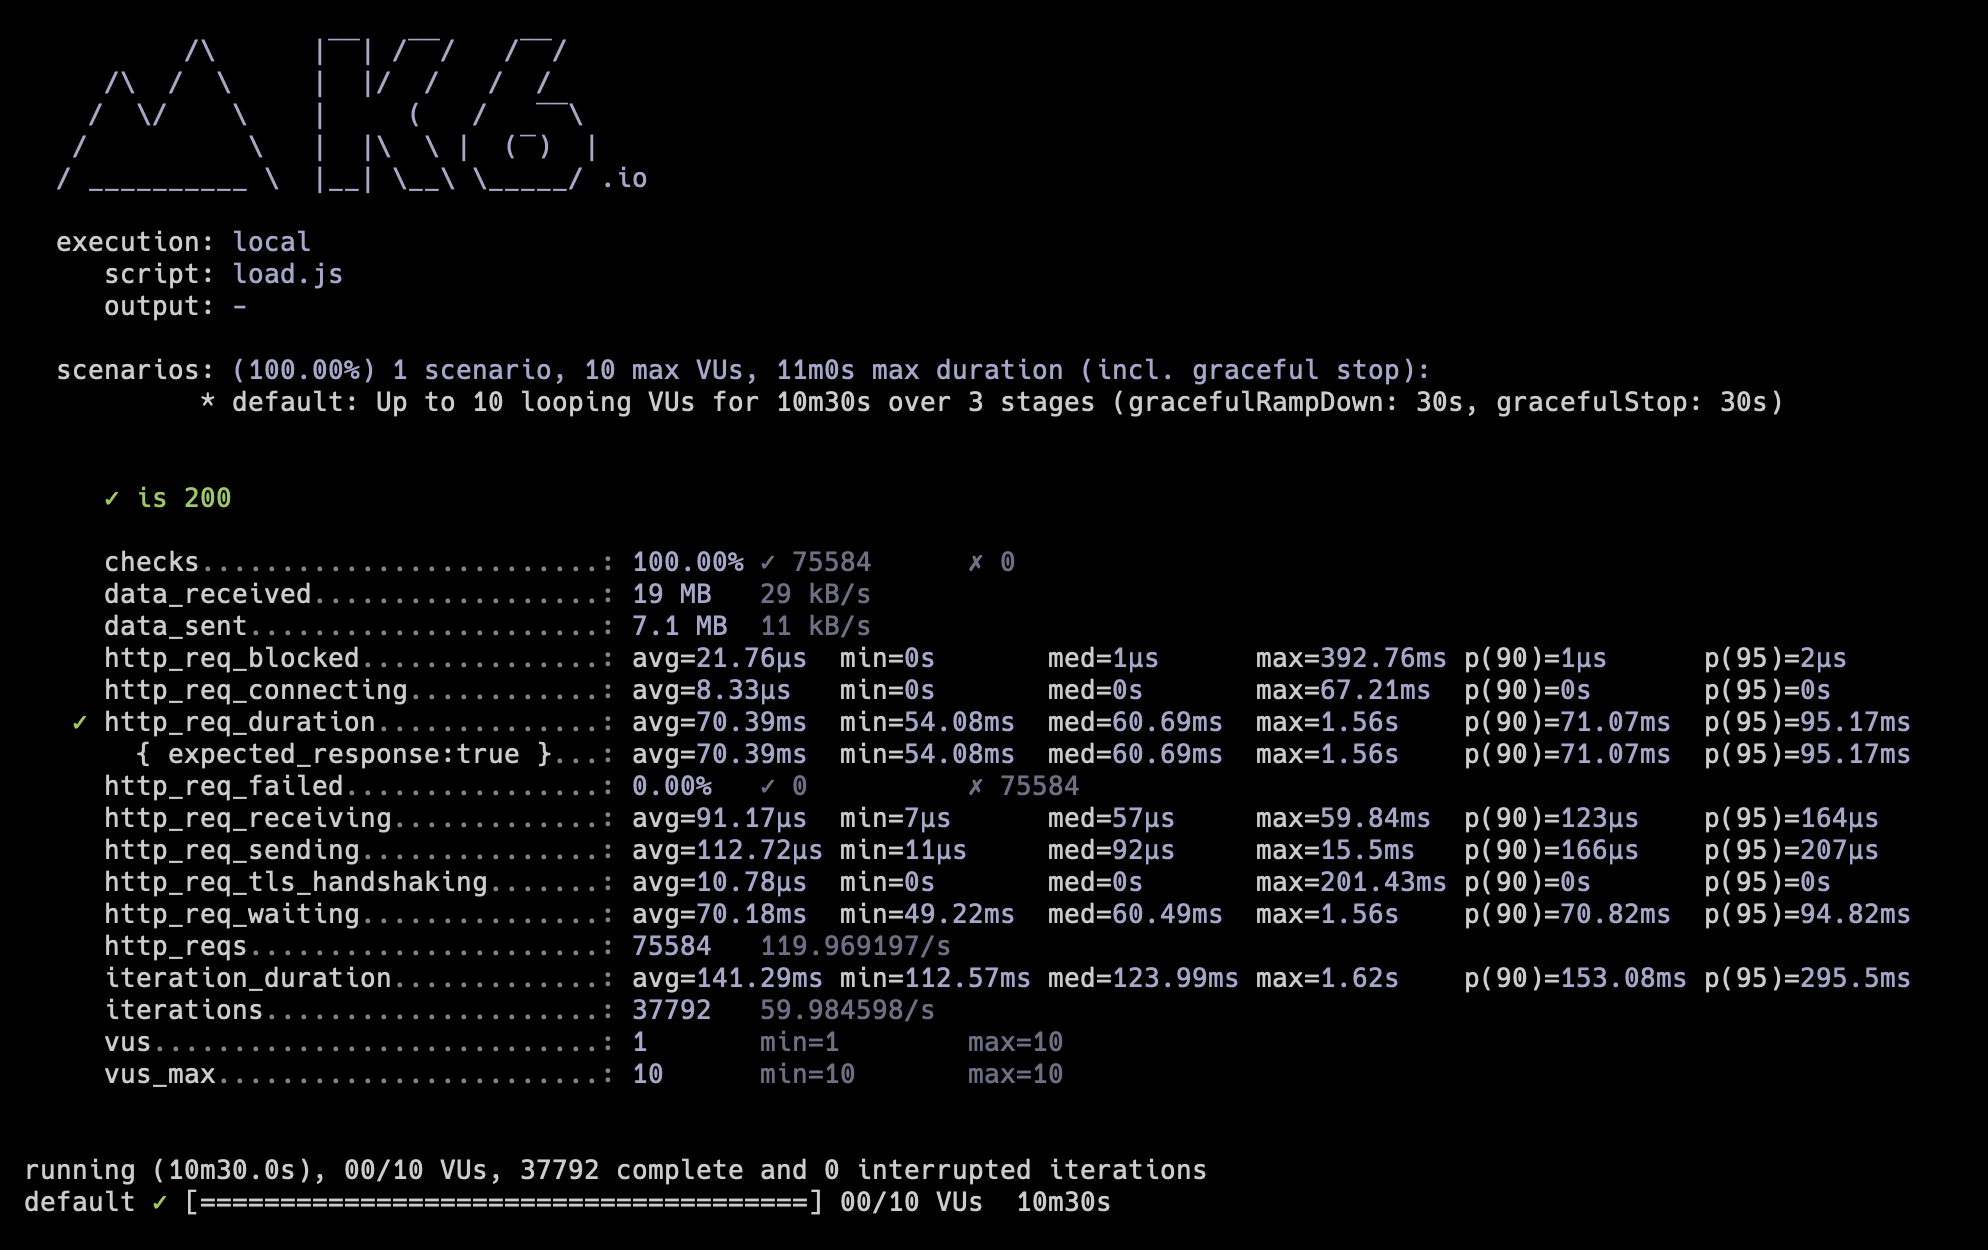 /\      |‾‾| /‾‾/   /‾‾/
     /\  /  \     |  |/  /   /  /
    /  \/    \    |     (   /   ‾‾\
   /          \   |  |\  \ |  (‾)  |
  / __________ \  |__| \__\ \_____/ .io
execution: local
script: load.js
output: -
scenarios: (100.00%) 1 scenario, 10 max VUs, 11m0s max duration (incl. graceful stop):
* default: Up to 10 looping VUs for 10m30s over 3 stages (gracefulRampDown: 30s, gracefulStop: 30s)
✓ is 200
checks.........................: 100.00% ✓ 75584      ✗ 0
data_received..................: 19 MB   29 kB/s
data_sent......................: 7.1 MB  11 kB/s
http_req_blocked...............: avg=21.76µs  min=0s       med=1µs      max=392.76ms p(90)=1µs      p(95)=2µs
http_req_connecting............: avg=8.33µs   min=0s       med=0s       max=67.21ms  p(90)=0s       p(95)=0s
✓ http_req_duration..............: avg=70.39ms  min=54.08ms  med=60.69ms  max=1.56s    p(90)=71.07ms  p(95)=95.17ms
{ expected_response:true }...: avg=70.39ms  min=54.08ms  med=60.69ms  max=1.56s    p(90)=71.07ms  p(95)=95.17ms
http_req_failed................: 0.00%   ✓ 0          ✗ 75584
http_req_receiving.............: avg=91.17µs  min=7µs      med=57µs     max=59.84ms  p(90)=123µs    p(95)=164µs
http_req_sending...............: avg=112.72µs min=11µs     med=92µs     max=15.5ms   p(90)=166µs    p(95)=207µs
http_req_tls_handshaking.......: avg=10.78µs  min=0s       med=0s       max=201.43ms p(90)=0s       p(95)=0s
http_req_waiting...............: avg=70.18ms  min=49.22ms  med=60.49ms  max=1.56s    p(90)=70.82ms  p(95)=94.82ms
http_reqs......................: 75584   119.969197/s
iteration_duration.............: avg=141.29ms min=112.57ms med=123.99ms max=1.62s    p(90)=153.08ms p(95)=295.5ms
iterations.....................: 37792   59.984598/s
vus............................: 1       min=1        max=10
vus_max........................: 10      min=10       max=10
running (10m30.0s), 00/10 VUs, 37792 complete and 0 interrupted iterations
default ✓ [======================================] 00/10 VUs  10m30s